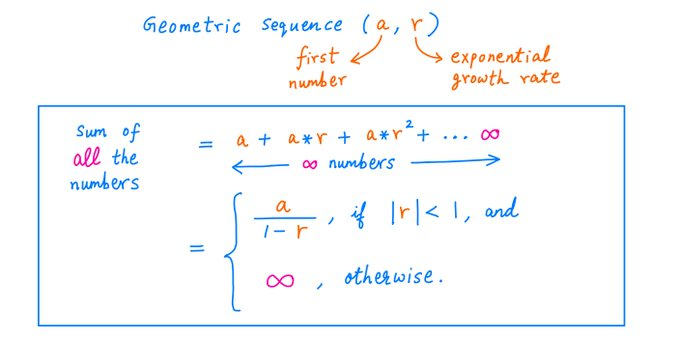 Geometric Sequence (a, r)
first number
exponential growth rate
Sum of all the numbers
= a + a*r + a*r² + ... ∞
∞ numbers
= { a / 1 - r , if |r| < 1, and
∞ , otherwise.